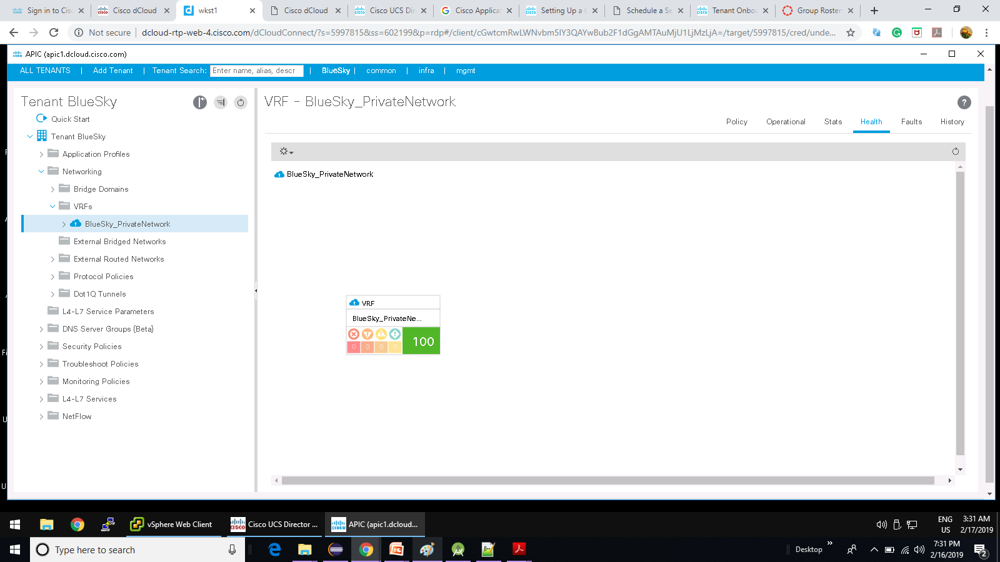 Sign in to Cisc
Cisco dCloud
wkst1
Cisco dCloud
Cisco UCS Dir
Cisco Applicat
Setting Up a
Schedule a Se
Tenant Onboa
Group Roster
Not secure
dcloud-rtp-web-4.cisco.com/dCloudConnect/?s=5997815&ss=602199&p=rdp#/client/cGwtcmRwLWNvbm5lY3QAYwBub2F1dGgAMTAuMjU1LjMzLjA=/target/5997815/cred/unde...
APIC (apic1.dcloud.cisco.com)
ALL TENANTS | Add Tenant | Tenant Search: Enter name, alias, descr | BlueSky | common | infra | mgmt
Tenant BlueSky
Quick Start
Tenant BlueSky
Application Profiles
Networking
Bridge Domains
VRFs
BlueSky_PrivateNetwork
External Bridged Networks
External Routed Networks
Protocol Policies
Dot1Q Tunnels
L4-L7 Service Parameters
DNS Server Groups (Beta)
Security Policies
Troubleshoot Policies
Monitoring Policies
L4-L7 Services
NetFlow
VRF - BlueSky_PrivateNetwork
?
Policy Operational Stats Health Faults History
BlueSky_PrivateNetwork
VRF
BlueSky_PrivateNe...
0 0 0 0
100
vSphere Web Client
Cisco UCS Director ...
APIC (apic1.dcloud...
ENG
US
3:31 AM
2/17/2019
Type here to search
Desktop
7:31 PM
2/16/2019
2